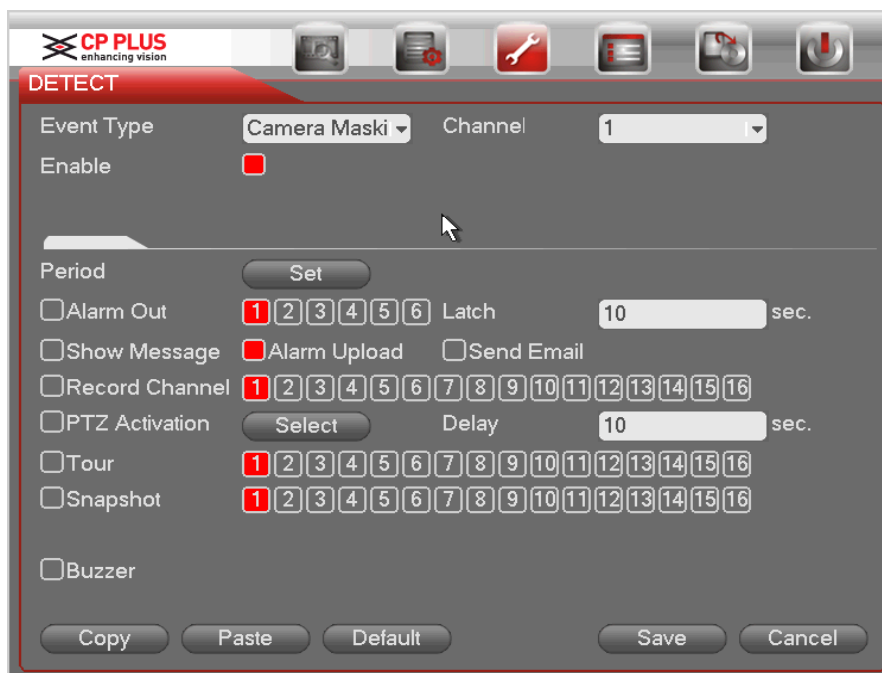 CP PLUS
enhancing vision
DETECT
Event Type Camera Maski Channel 1
Enable
Period Set
Alarm Out 1 2 3 4 5 6 Latch 10 sec.
Show Message Alarm Upload Send Email
Record Channel 1 2 3 4 5 6 7 8 9 10 11 12 13 14 15 16
PTZ Activation Select Delay 10 sec.
Tour 1 2 3 4 5 6 7 8 9 10 11 12 13 14 15 16
Snapshot 1 2 3 4 5 6 7 8 9 10 11 12 13 14 15 16
Buzzer
Copy Paste Default Save Cancel